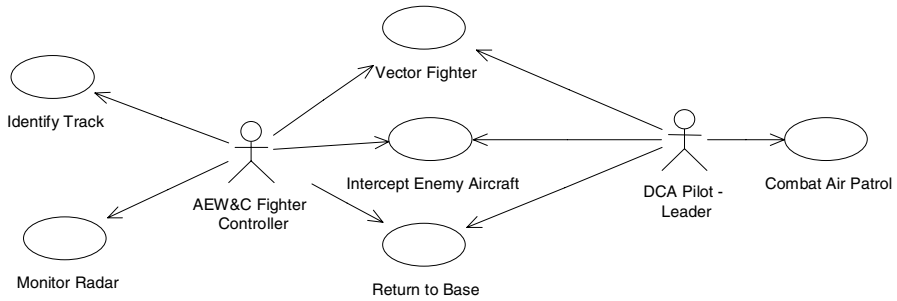 Vector Fighter
Identify Track
Intercept Enemy Aircraft
Combat Air Patrol
DCA Pilot -
Leader
AEW&C Fighter
Controller
Monitor Radar
Return to Base